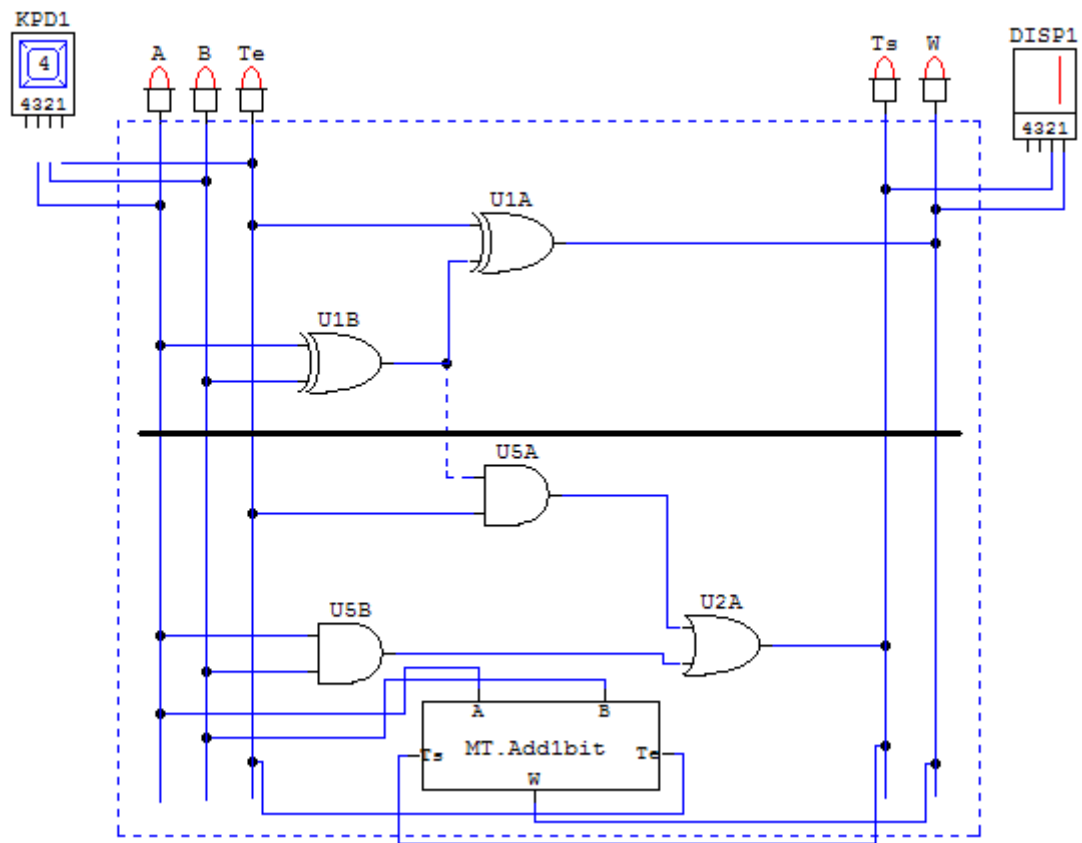 KPD1
4
4321
A
B
Te
Ts
W
DISP1
4321
U1A
U1B
U5A
U5B
U2A
A
B
Ts
MT.Add1bit
Te
W